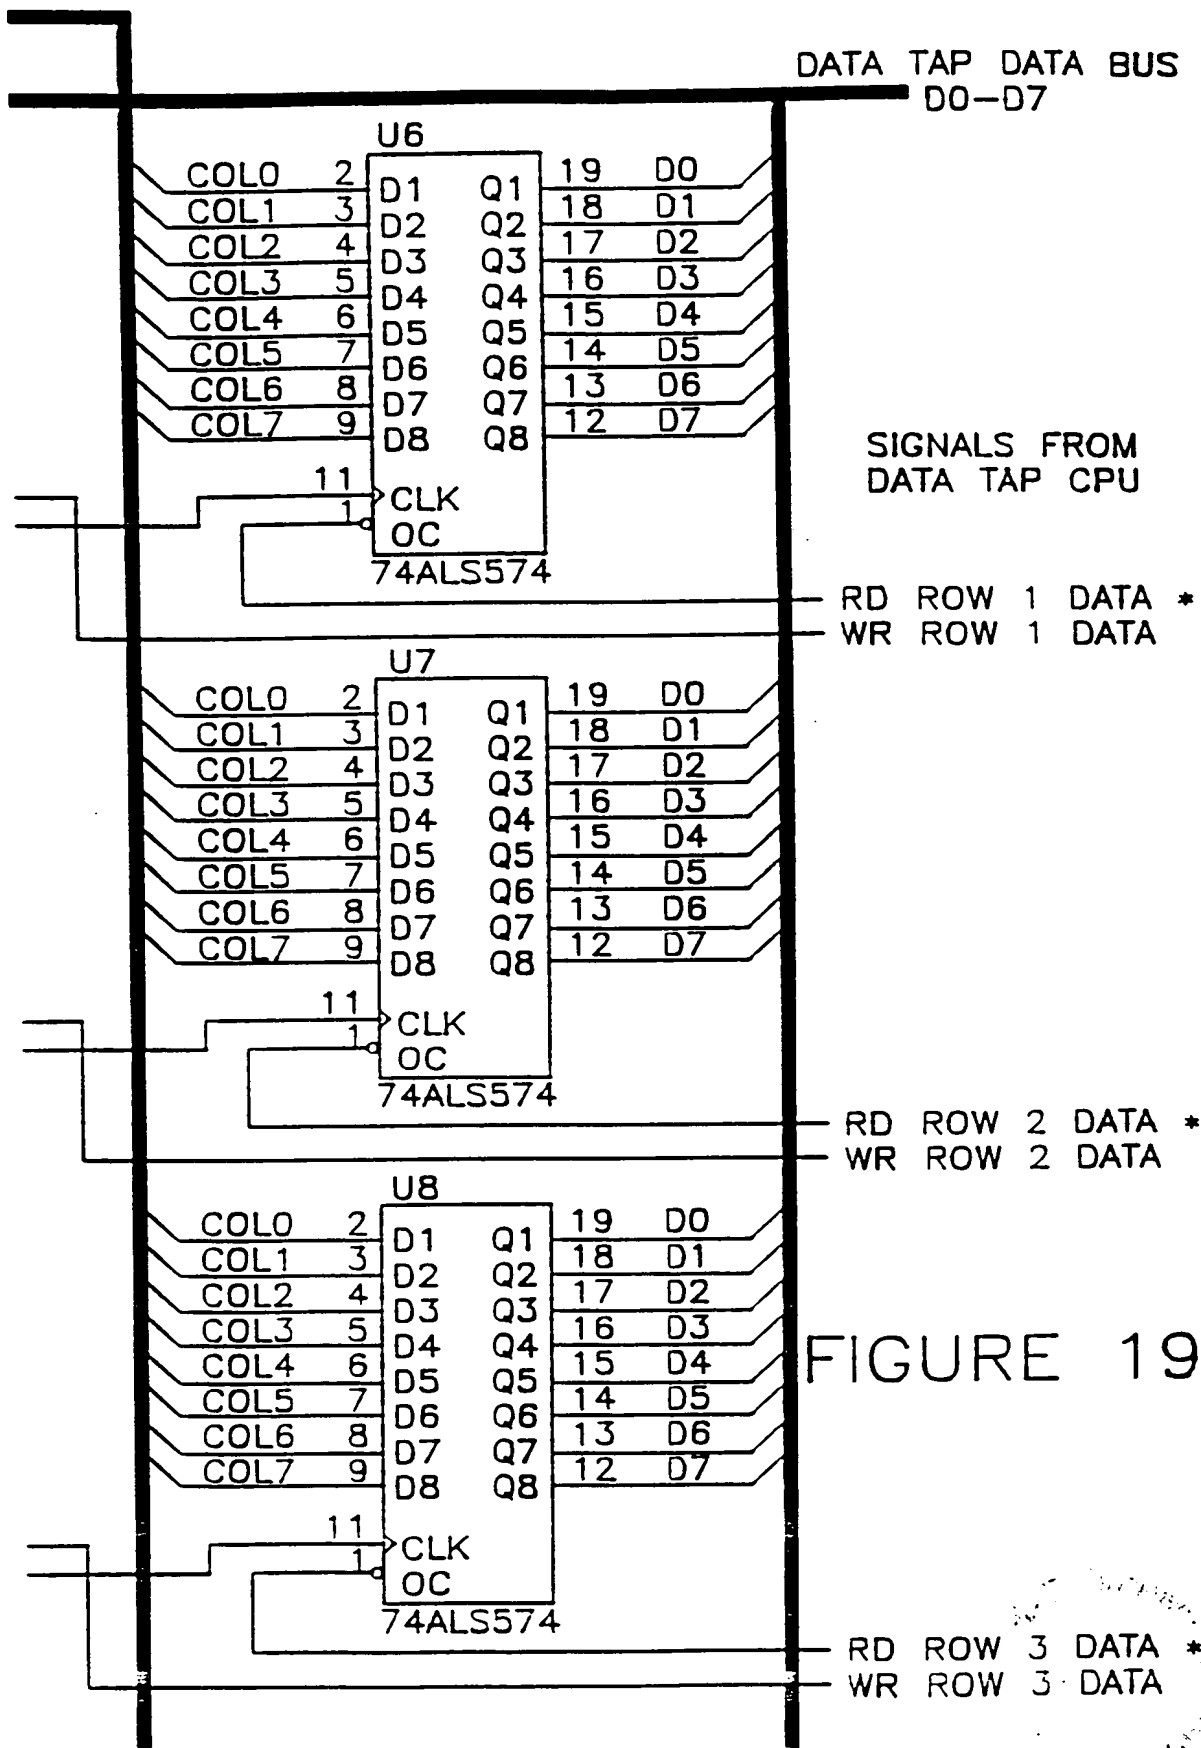 DATA TAP DATA BUS
D0-D7
U6
COL0 2 D1 Q1 19 D0
COL1 3 D2 Q2 18 D1
COL2 4 D3 Q3 17 D2
COL3 5 D4 Q4 16 D3
COL4 6 D5 Q5 15 D4
COL5 7 D6 Q6 14 D5
COL6 8 D7 Q7 13 D6
COL7 9 D8 Q8 12 D7
SIGNALS FROM
DATA TAP CPU
11 CLK
1 OC
74ALS574
RD ROW 1 DATA *
WR ROW 1 DATA
U7
COL0 2 D1 Q1 19 D0
COL1 3 D2 Q2 18 D1
COL2 4 D3 Q3 17 D2
COL3 5 D4 Q4 16 D3
COL4 6 D5 Q5 15 D4
COL5 7 D6 Q6 14 D5
COL6 8 D7 Q7 13 D6
COL7 9 D8 Q8 12 D7
11 CLK
1 OC
74ALS574
RD ROW 2 DATA *
WR ROW 2 DATA
U8
COL0 2 D1 Q1 19 D0
COL1 3 D2 Q2 18 D1
COL2 4 D3 Q3 17 D2
COL3 5 D4 Q4 16 D3
COL4 6 D5 Q5 15 D4
COL5 7 D6 Q6 14 D5
COL6 8 D7 Q7 13 D6
COL7 9 D8 Q8 12 D7
FIGURE 19
11 CLK
1 OC
74ALS574
RD ROW 3 DATA *
WR ROW 3 DATA